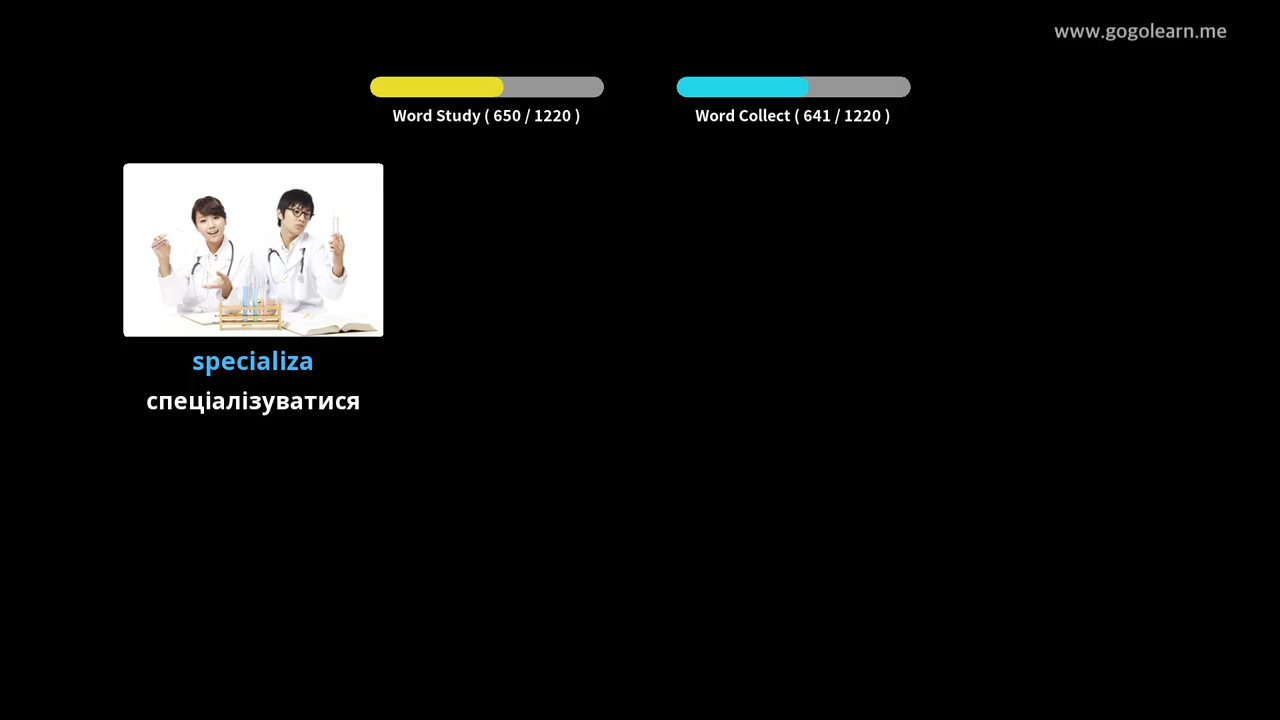 www.gogolearn.me
Word Study ( 650 / 1220 )
Word Collect ( 641 / 1220 )
specializa
спеціалізуватися